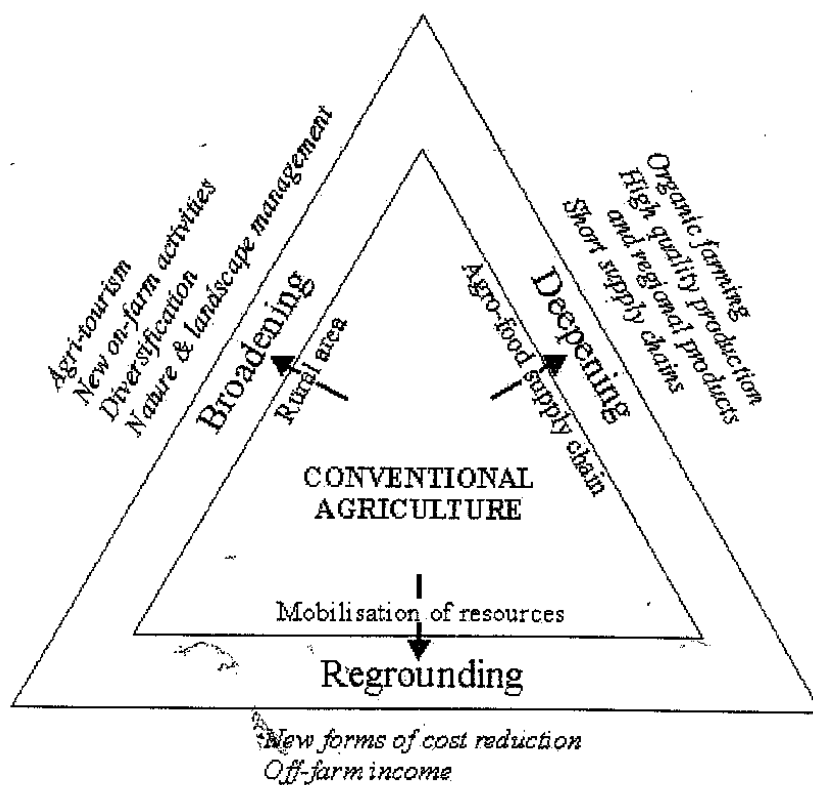 Agri-tourism
New on-farm activities
Diversification
Nature & landscape management
Broadening
Rural area
Organic farming
High quality production
and regional products
Short supply chains
Deepening
Agro-food supply chain
CONVENTIONAL
AGRICULTURE
Mobilisation of resources
Regrounding
New forms of cost reduction
Off-farm income